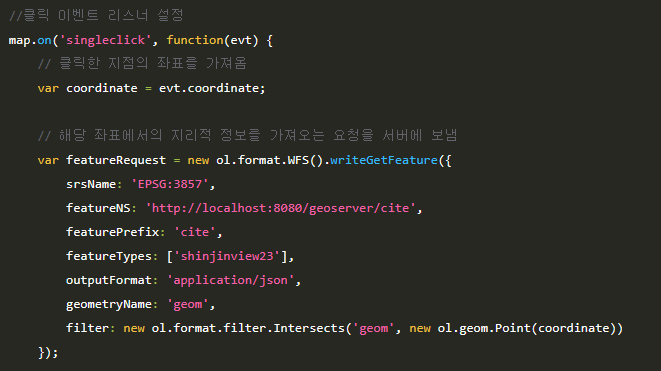 //클릭 이벤트 리스너 설정
map.on('singleclick', function(evt) {
// 클릭한 지점의 좌표를 가져옴
var coordinate = evt.coordinate;
// 해당 좌표에서의 지리적 정보를 가져오는 요청을 서버에 보냄
var featureRequest = new ol.format.WFS().writeGetFeature({
srsName: 'EPSG:3857',
featureNS: 'http://localhost:8080/geoserver/cite',
featurePrefix: 'cite',
featureTypes: ['shinjinview23'],
outputFormat: 'application/json',
geometryName: 'geom',
filter: new ol.format.filter.Intersects('geom', new ol.geom.Point(coordinate))
});